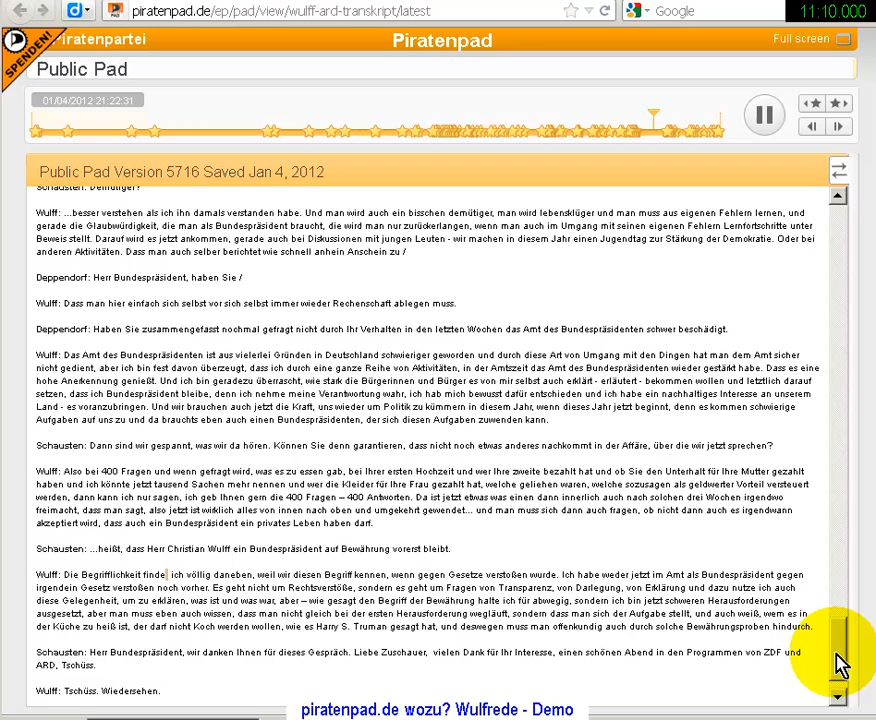 piratenpad.de/ep/pad/view/wulff-ard-transkript/latest
Google
11:10.000
SPENDEN!
Piratenpartei
Piratenpad
Full screen
Public Pad
01/04/2012 21:22:31
Public Pad Version 5716 Saved Jan 4, 2012
Schausten: Demütiger?
Wulff: ...besser verstehen als ich ihn damals verstanden habe. Und man wird auch ein bisschen demütiger, man wird lebensklüger und man muss aus eigenen Fehlern lernen, und
gerade die Glaubwürdigkeit, die man als Bundespräsident braucht, die wird man nur zurückerlangen, wenn man auch im Umgang mit seinen eigenen Fehlern Lernfortschritte unter
Beweis stellt. Darauf wird es jetzt ankommen, gerade auch bei Diskussionen mit jungen Leuten - wir machen in diesem Jahr einen Jugendtag zur Stärkung der Demokratie. Oder bei
anderen Aktivitäten. Dass man auch selber berichtet wie schnell anhein Anschein zu /
Deppendorf: Herr Bundespräsident, haben Sie /
Wulff: Dass man hier einfach sich selbst vor sich selbst immer wieder Rechenschaft ablegen muss.
Deppendorf: Haben Sie zusammengefasst nochmal gefragt nicht durch Ihr Verhalten in den letzten Wochen das Amt des Bundespräsidenten schwer beschädigt.
Wulff: Das Amt des Bundespräsidenten ist aus vielerlei Gründen in Deutschland schwieriger geworden und durch diese Art von Umgang mit den Dingen hat man dem Amt sicher
nicht gedient, aber ich bin fest davon überzeugt, dass ich durch eine ganze Reihe von Aktivitäten, in der Amtszeit das Amt des Bundespräsidenten wieder gestärkt habe. Dass es eine
hohe Anerkennung genießt. Und ich bin geradezu überrascht, wie stark die Bürgerinnen und Bürger es von mir selbst auch erklärt - erläutert - bekommen wollen und letztlich darauf
setzen, dass ich Bundespräsident bleibe, denn ich nehme meine Verantwortung wahr, ich hab mich bewusst dafür entschieden und ich habe ein nachhaltiges Interesse an unserem
Land - es voranzubringen. Und wir brauchen auch jetzt die Kraft, uns wieder um Politik zu kümmern in diesem Jahr, wenn dieses Jahr jetzt beginnt, denn es kommen schwierige
Aufgaben auf uns zu und da brauchts eben auch einen Bundespräsidenten, der sich diesen Aufgaben zuwenden kann.
Schausten: Dann sind wir gespannt, was wir da hören. Können Sie denn garantieren, dass nicht noch etwas anderes nachkommt in der Affäre, über die wir jetzt sprechen?
Wulff: Also bei 400 Fragen und wenn gefragt wird, was es zu essen gab, bei Ihrer ersten Hochzeit und wer Ihre zweite bezahlt hat und ob Sie den Unterhalt für Ihre Mutter gezahlt
haben und ich könnte jetzt tausend Sachen mehr nennen und wer die Kleider für Ihre Frau gezahlt hat, welche geliehen waren, welche sozusagen als geldwerter Vorteil versteuert
werden, dann kann ich nur sagen, ich geb Ihnen gern die 400 Fragen – 400 Antworten. Da ist jetzt etwas was einen dann innerlich auch nach solchen drei Wochen irgendwo
freimacht, dass man sagt, also jetzt ist wirklich alles von innen nach oben und umgekehrt gewendet... und man muss sich dann auch fragen, ob nicht dann auch es irgendwann
akzeptiert wird, dass auch ein Bundespräsident ein privates Leben haben darf.
Schausten: ...heißt, dass Herr Christian Wulff ein Bundespräsident auf Bewährung vorerst bleibt.
Wulff: Die Begrifflichkeit finde ich völlig daneben, weil wir diesen Begriff kennen, wenn gegen Gesetze verstoßen wurde. Ich habe weder jetzt im Amt als Bundespräsident gegen
irgendein Gesetz verstoßen noch vorher. Es geht nicht um Rechtsverstöße, sondern es geht um Fragen von Transparenz, von Darlegung, von Erklärung und dazu nutze ich auch
diese Gelegenheit, um zu erklären, was ist und was war, aber – wie gesagt den Begriff der Bewährung halte ich für abwegig, sondern ich bin jetzt schweren Herausforderungen
ausgesetzt, aber man muss eben auch wissen, dass man nicht gleich bei der ersten Herausforderung wegläuft, sondern dass man sich der Aufgabe stellt, und auch weiß, wem es in
der Küche zu heiß ist, der darf nicht Koch werden wollen, wie es Harry S. Truman gesagt hat, und deswegen muss man offenkundig auch durch solche Bewährungsproben hindurch.
Schausten: Herr Bundespräsident, wir danken Ihnen für dieses Gespräch. Liebe Zuschauer, vielen Dank für Ihr Interesse, einen schönen Abend in den Programmen von ZDF und
ARD, Tschüss.
Wulff: Tschüss. Wiedersehen.
piratenpad.de wozu? Wulfrede - Demo